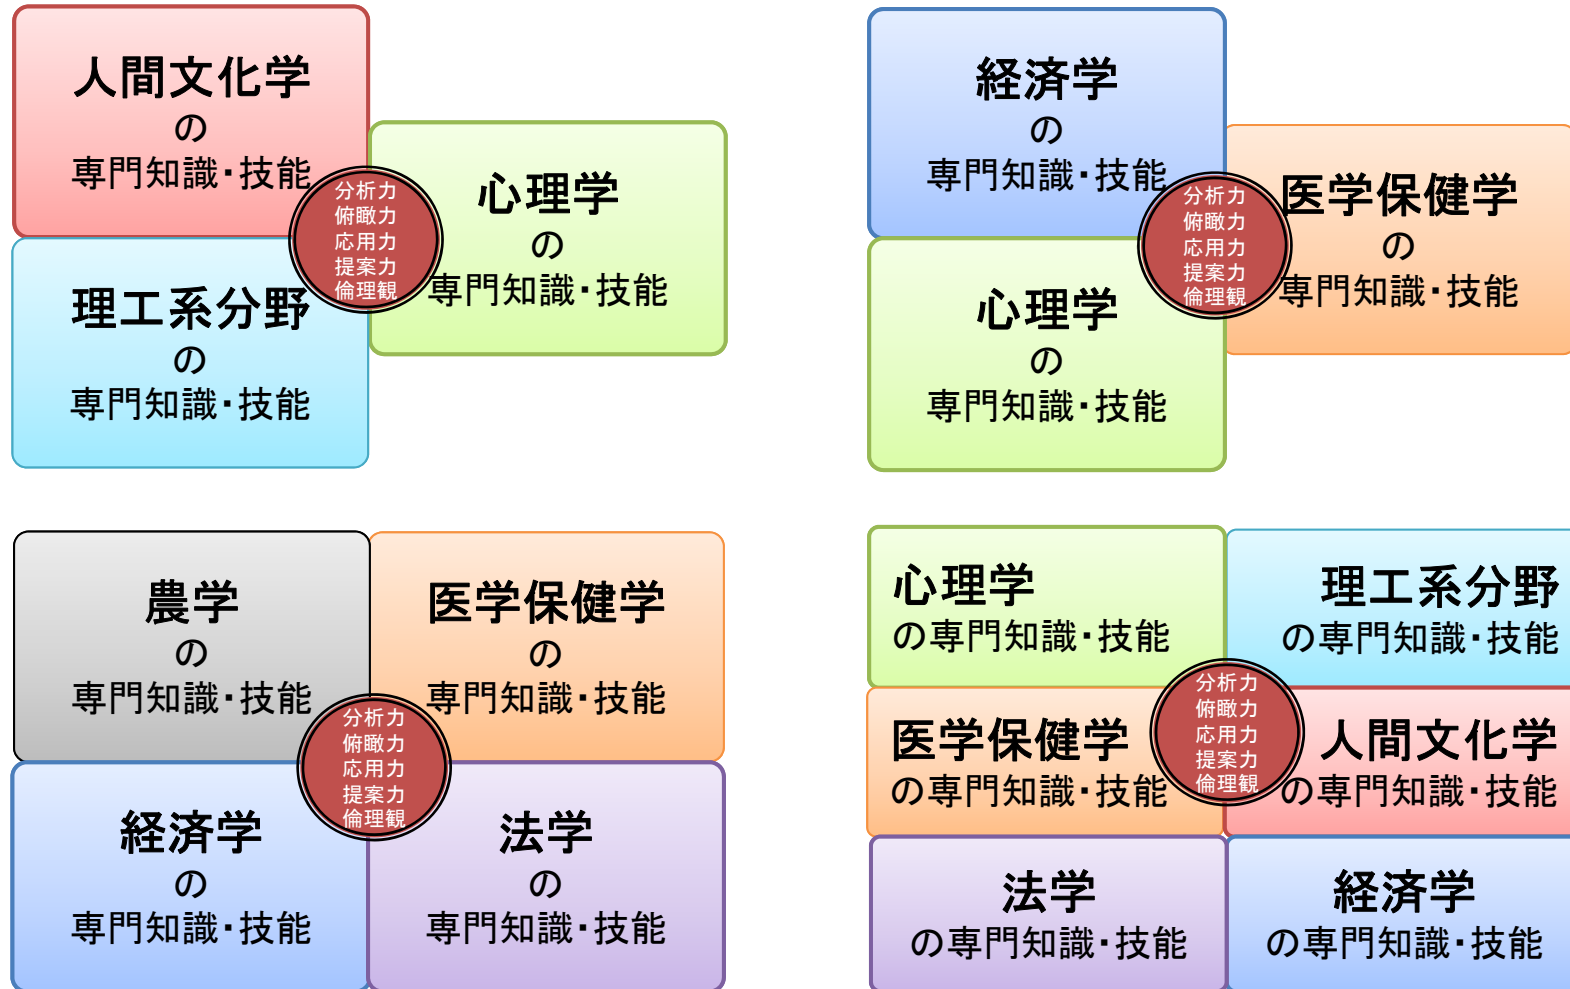 人間文化学
の
専門知識・技能
理工系分野
の
専門知識・技能
分析力
俯瞰力
応用力
提案力
倫理観
心理学
の
専門知識・技能
経済学
の
専門知識・技能
心理学
の
専門知識・技能
分析力
俯瞰力
応用力
提案力
倫理観
医学保健学
の
専門知識・技能
農学
の
専門知識・技能
医学保健学
の
専門知識・技能
分析力
俯瞰力
応用力
提案力
倫理観
経済学
の
専門知識・技能
法学
の
専門知識・技能
心理学
の専門知識・技能
理工系分野
の専門知識・技能
分析力
俯瞰力
応用力
提案力
倫理観
医学保健学
の専門知識・技能
人間文化学
の専門知識・技能
法学
の専門知識・技能
経済学
の専門知識・技能